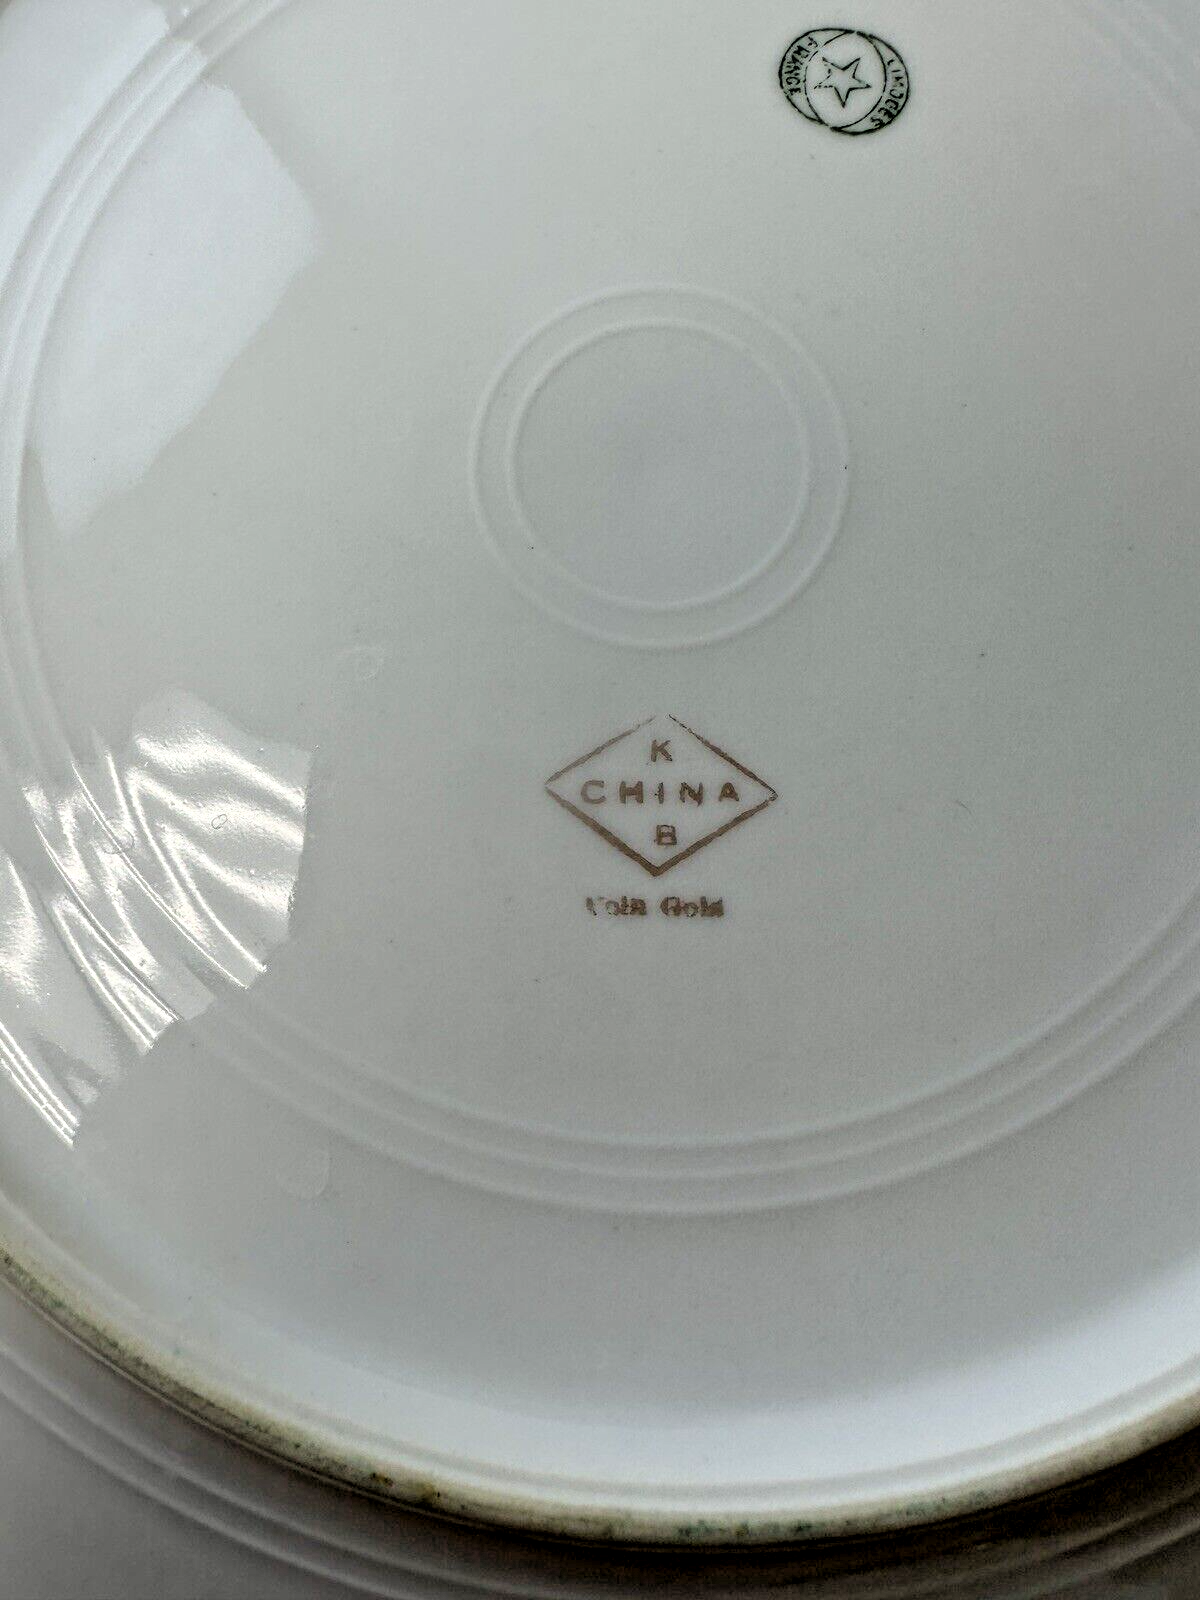 FRANCE
LIMOGES
K
CHINA
B
Gold